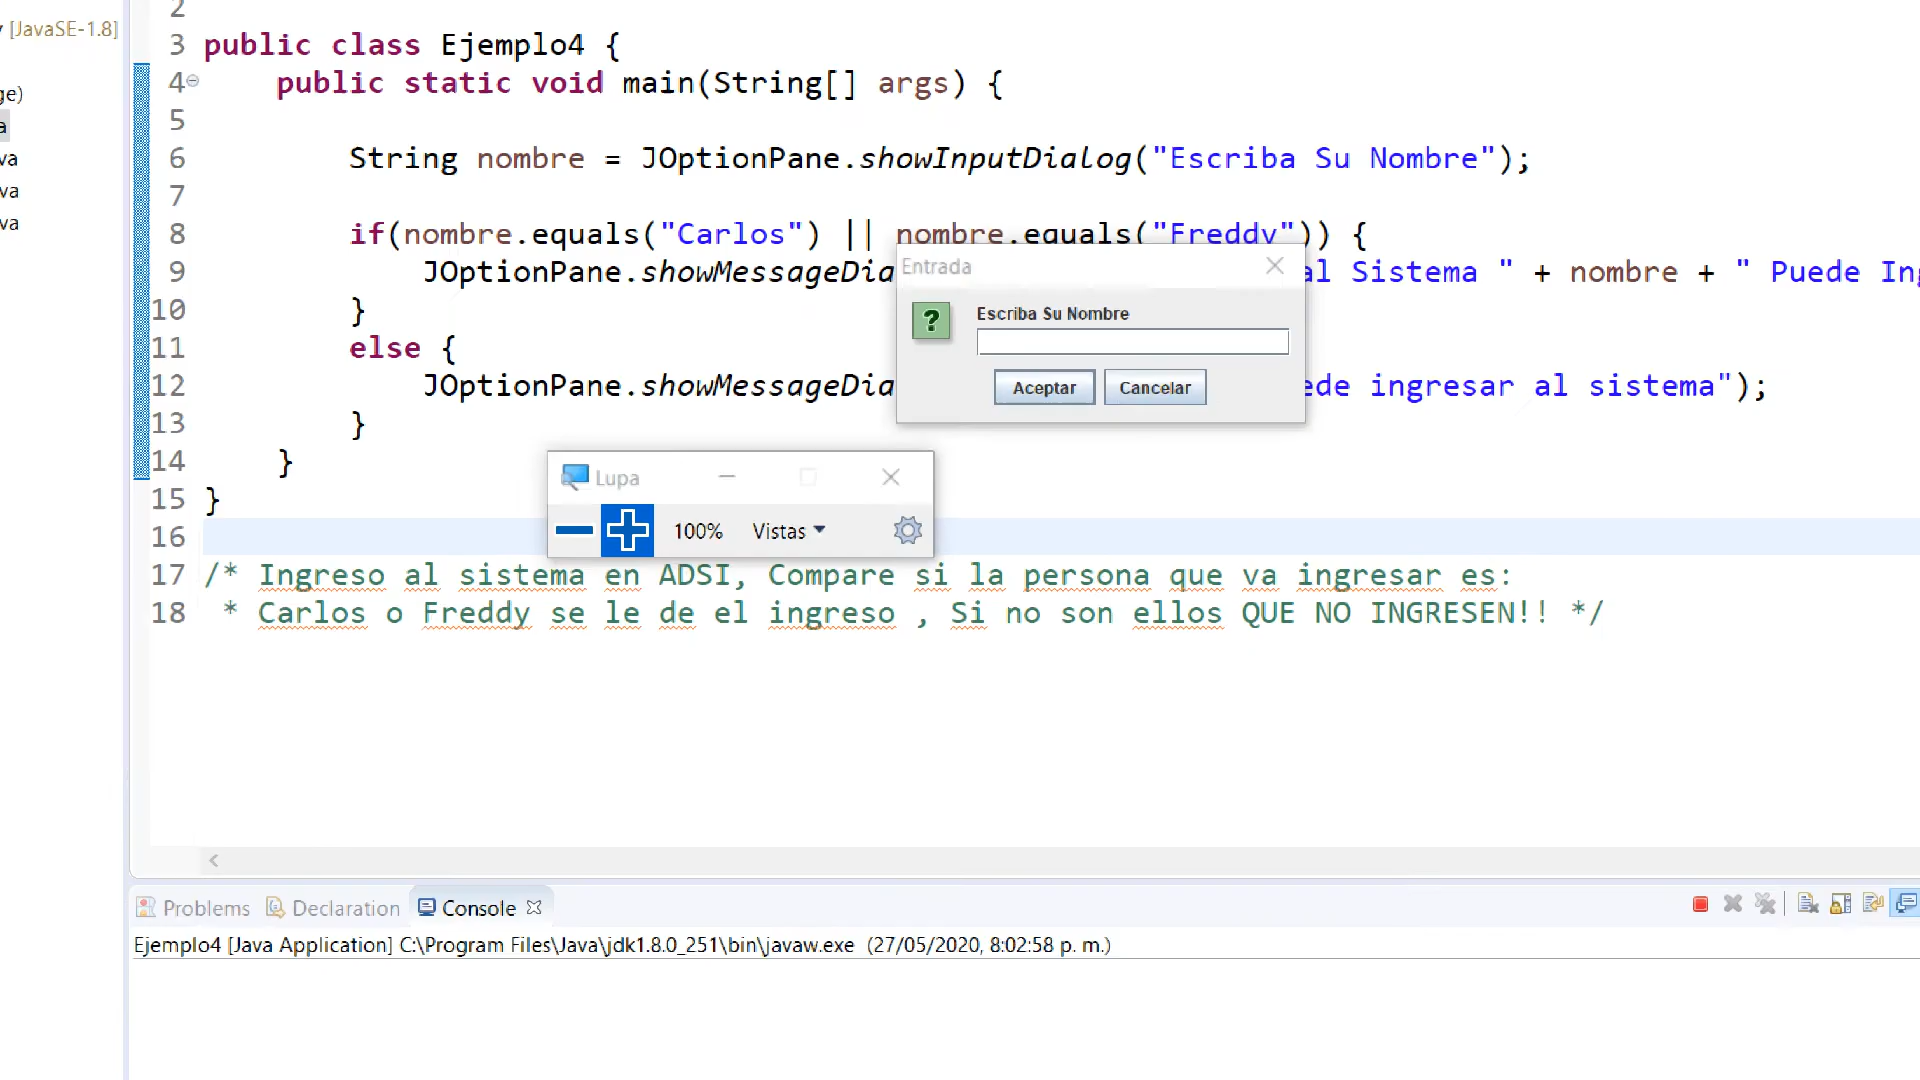 [JavaSE-1.8]
2
3 public class Ejemplo4 {
4 public static void main(String[] args) {
5
6 String nombre = JOptionPane.showInputDialog("Escriba Su Nombre");
7
8 if(nombre.equals("Carlos") || nombre.equals("Freddy")) {
9 JOptionPane.showMessageDia al Sistema " + nombre + " Puede Ing
10 }
11 else {
12 JOptionPane.showMessageDia ede ingresar al sistema");
13 }
14 }
15 }
16
17 /* Ingreso al sistema en ADSI, Compare si la persona que va ingresar es:
18 * Carlos o Freddy se le de el ingreso , Si no son ellos QUE NO INGRESEN!! */
ge)
a
va
va
va
Entrada
Escriba Su Nombre
Aceptar Cancelar
Lupa
100% Vistas
Problems Declaration Console
Ejemplo4 [Java Application] C:\Program Files\Java\jdk1.8.0_251\bin\javaw.exe (27/05/2020, 8:02:58 p. m.)